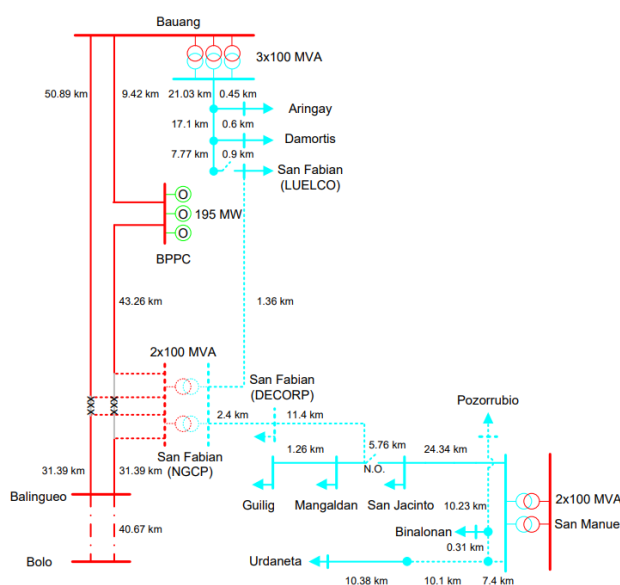 Bauang
3x100 MVA
50.89 km
9.42 km
21.03 km
0.45 km
Aringay
17.1 km
0.6 km
Damortis
7.77 km
0.9 km
San Fabian
(LUELCO)
O
O
195 MW
O
BPPC
43.26 km
1.36 km
2x100 MVA
San Fabian
(DECORP)
Pozorrubio
XXX
XXX
2.4 km
11.4 km
San Fabian
(NGCP)
1.26 km
5.76 km
24.34 km
N.O.
31.39 km
31.39 km
Balingueo
Guilig
Mangaldan
San Jacinto
10.23 km
2x100 MVA
San Manue
Binalonan
0.31 km
40.67 km
Bolo
Urdaneta
10.38 km
10.1 km
7.4 km